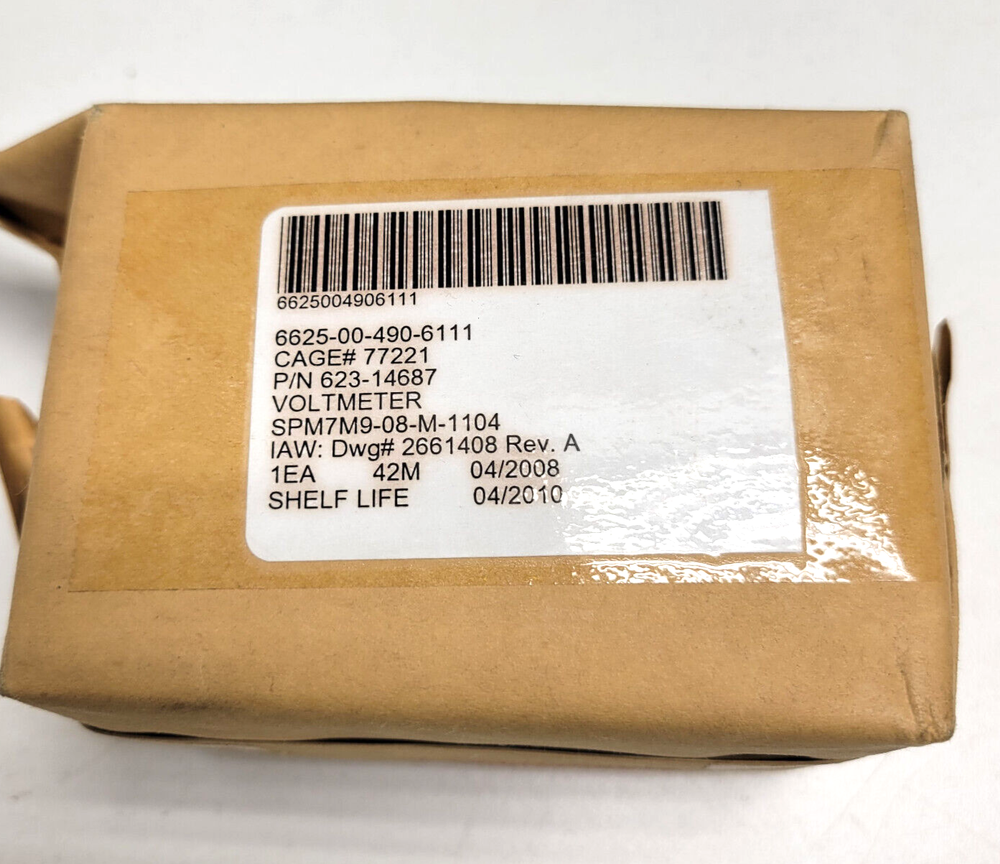 6625004906111
6625-00-490-6111
CAGE# 77221
P/N 623-14687
VOLTMETER
SPM7M9-08-M-1104
IAW: Dwg# 2661408 Rev. A
1EA 42M 04/2008
SHELF LIFE 04/2010